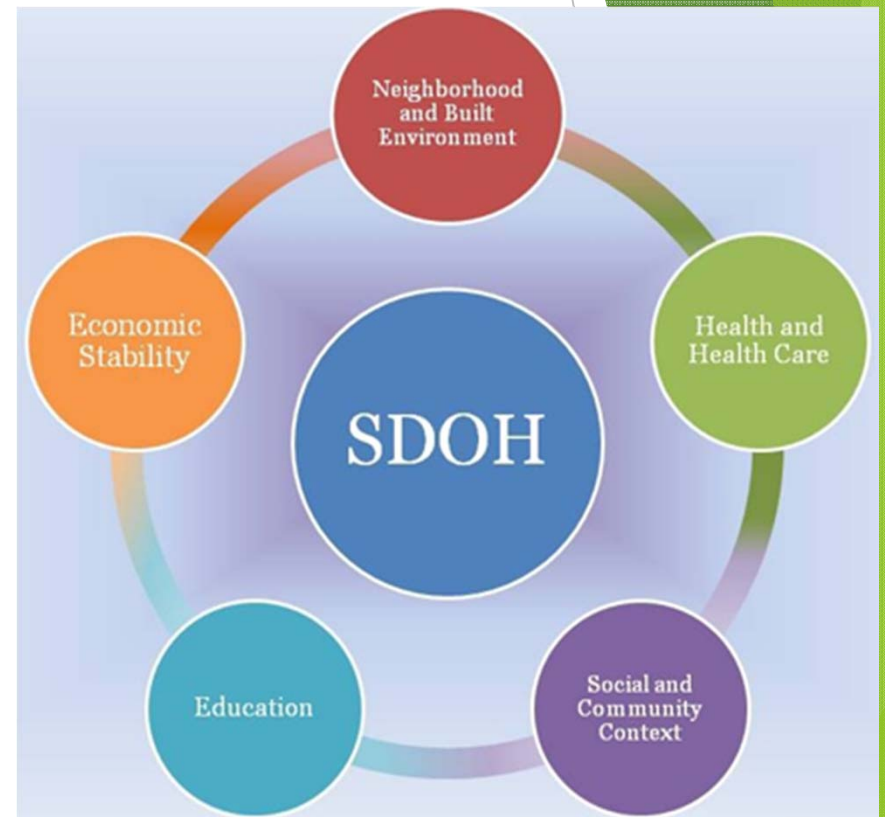 Neighborhood
and Built
Environment
Economic
Stability
Health and
Health Care
SDOH
Education
Social and
Community
Context